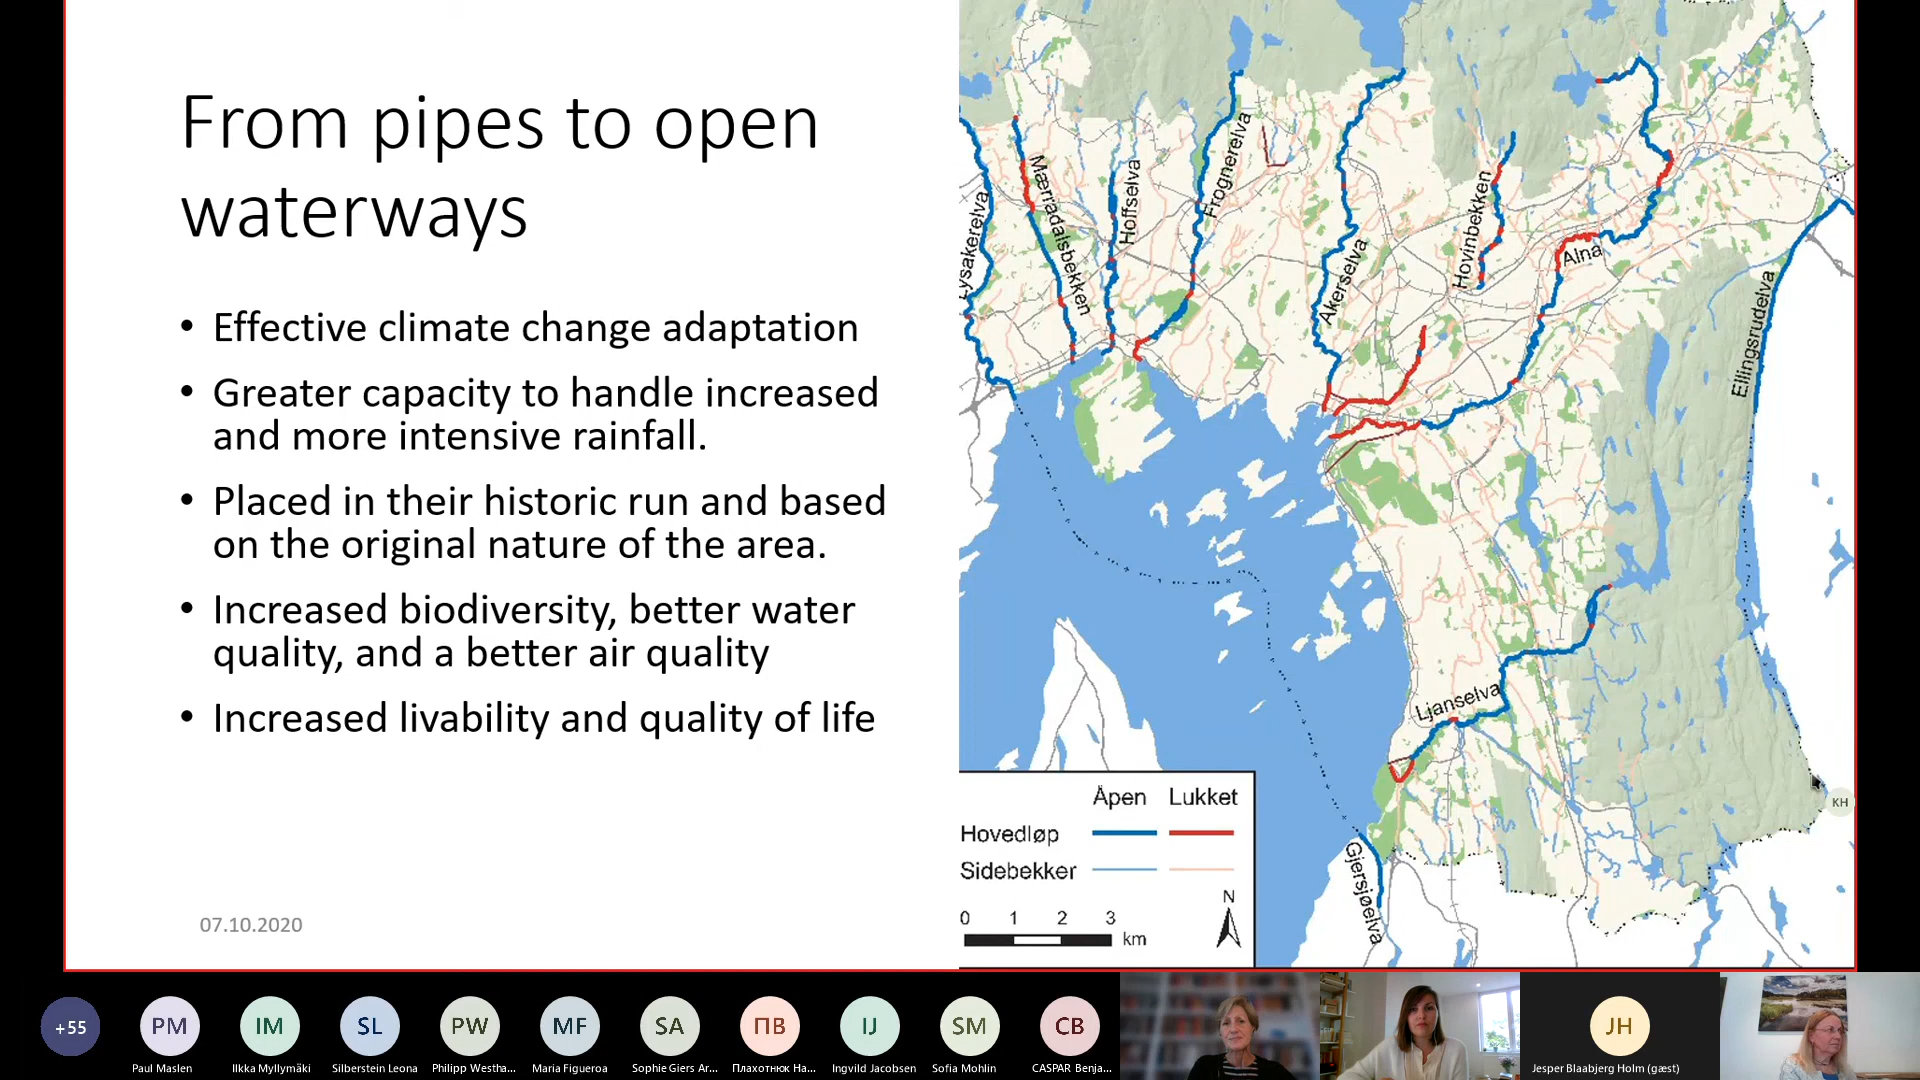 From pipes to open
waterways
• Effective climate change adaptation
• Greater capacity to handle increased
and more intensive rainfall.
• Placed in their historic run and based
on the original nature of the area.
• Increased biodiversity, better water
quality, and a better air quality
• Increased livability and quality of life
07.10.2020
Lysakerelva
Mærradalsbekken
Hoffselva
Frognerelva
Akerselva
Hovinbekken
Alna
Ellingsrudelva
Ljanselva
Gjersjøelva
Åpen Lukket
Hovedløp
Sidebekker
N
0 1 2 3
km
KH
+55 PM IM SL PW MF SA ПВ IJ SM CB JH
Paul Maslen Ilkka Myllymäki Silberstein Leona Philipp Westha... Maria Figueroa Sophie Giers Ar... Плахотнюк На... Ingvild Jacobsen Sofia Mohlin CASPAR Benja... Jesper Blaabjerg Holm (gæst)